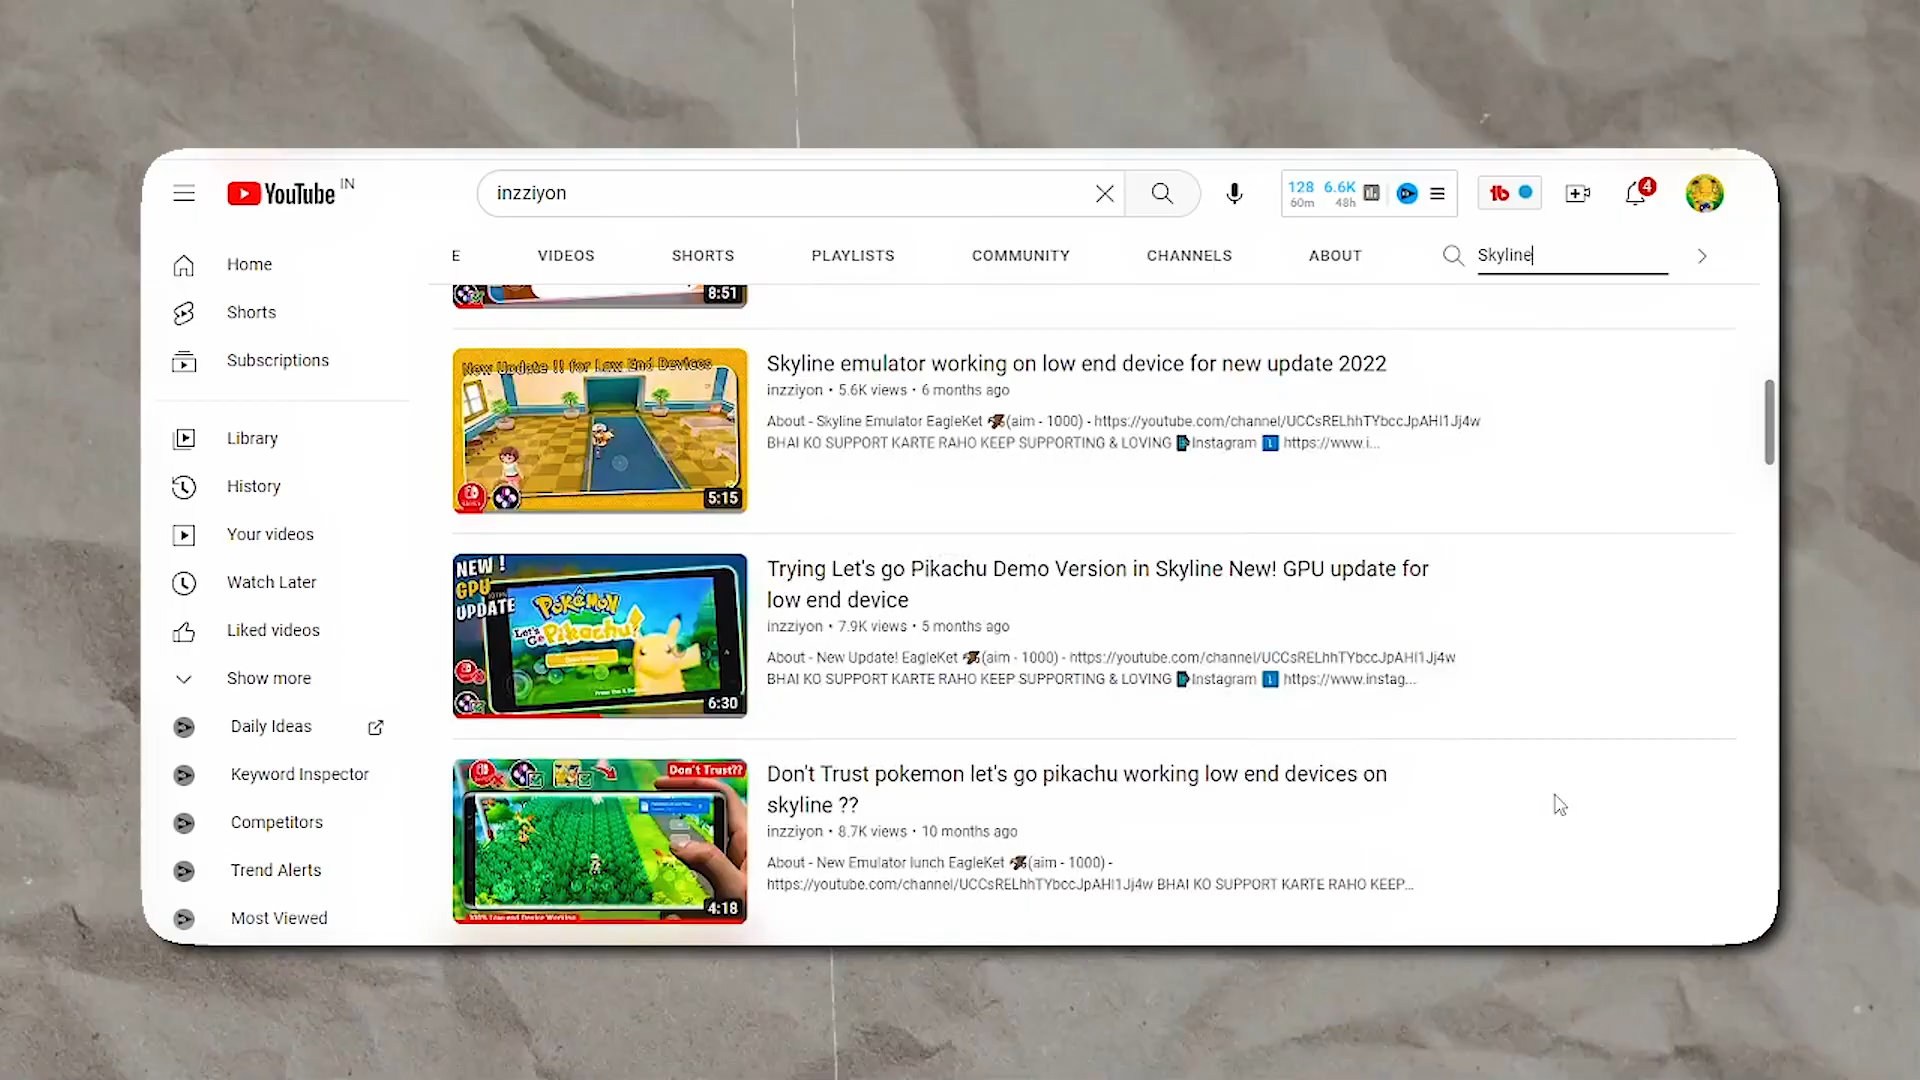 YouTube IN
inzziyon
128 6.6K
60m 48h
4
Home
Shorts
Subscriptions
Library
History
Your videos
Watch Later
Liked videos
Show more
Daily Ideas
Keyword Inspector
Competitors
Trend Alerts
Most Viewed
E VIDEOS SHORTS PLAYLISTS COMMUNITY CHANNELS ABOUT Skyline
8:51
New Update !! for Low End Devices
5:15
Skyline emulator working on low end device for new update 2022
inzziyon • 5.6K views • 6 months ago
About - Skyline Emulator EagleKet (aim - 1000) - https://youtube.com/channel/UCCsRELhhTYbccJpAHI1Jj4w
BHAI KO SUPPORT KARTE RAHO KEEP SUPPORTING & LOVING Instagram https://www.i...
NEW !
GPU
UPDATE
POKéMON
Let's Go Pikachu!
6:30
Trying Let's go Pikachu Demo Version in Skyline New! GPU update for
low end device
inzziyon • 7.9K views • 5 months ago
About - New Update! EagleKet (aim - 1000) - https://youtube.com/channel/UCCsRELhhTYbccJpAHI1Jj4w
BHAI KO SUPPORT KARTE RAHO KEEP SUPPORTING & LOVING Instagram https://www.instag...
Don't Trust??
100% Low end Device Working
4:18
Don't Trust pokemon let's go pikachu working low end devices on
skyline ??
inzziyon • 8.7K views • 10 months ago
About - New Emulator lunch EagleKet (aim - 1000) -
https://youtube.com/channel/UCCsRELhhTYbccJpAHI1Jj4w BHAI KO SUPPORT KARTE RAHO KEEP...